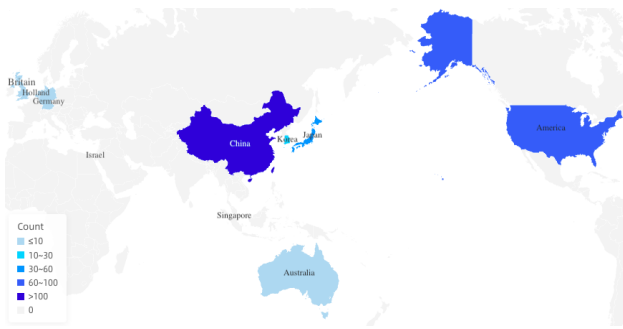 Britain
Holland
Germany
Israel
China
Korea
Japan
Singapore
Australia
America
Count
≤10
10~30
30~60
60~100
>100
0